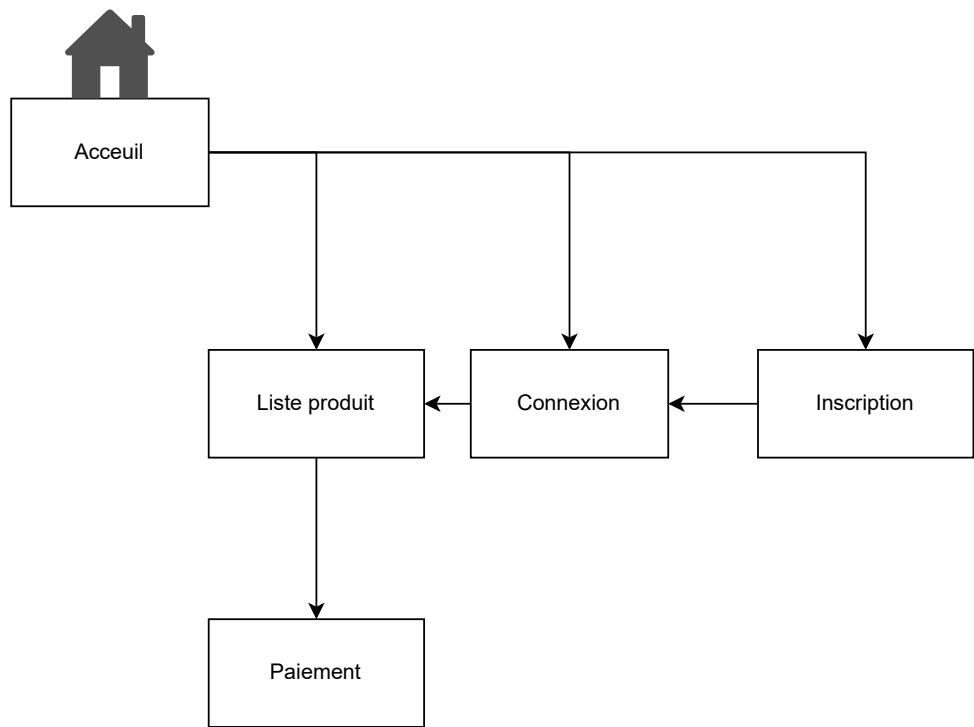 Acceuil
Liste produit
Connexion
Inscription
Paiement